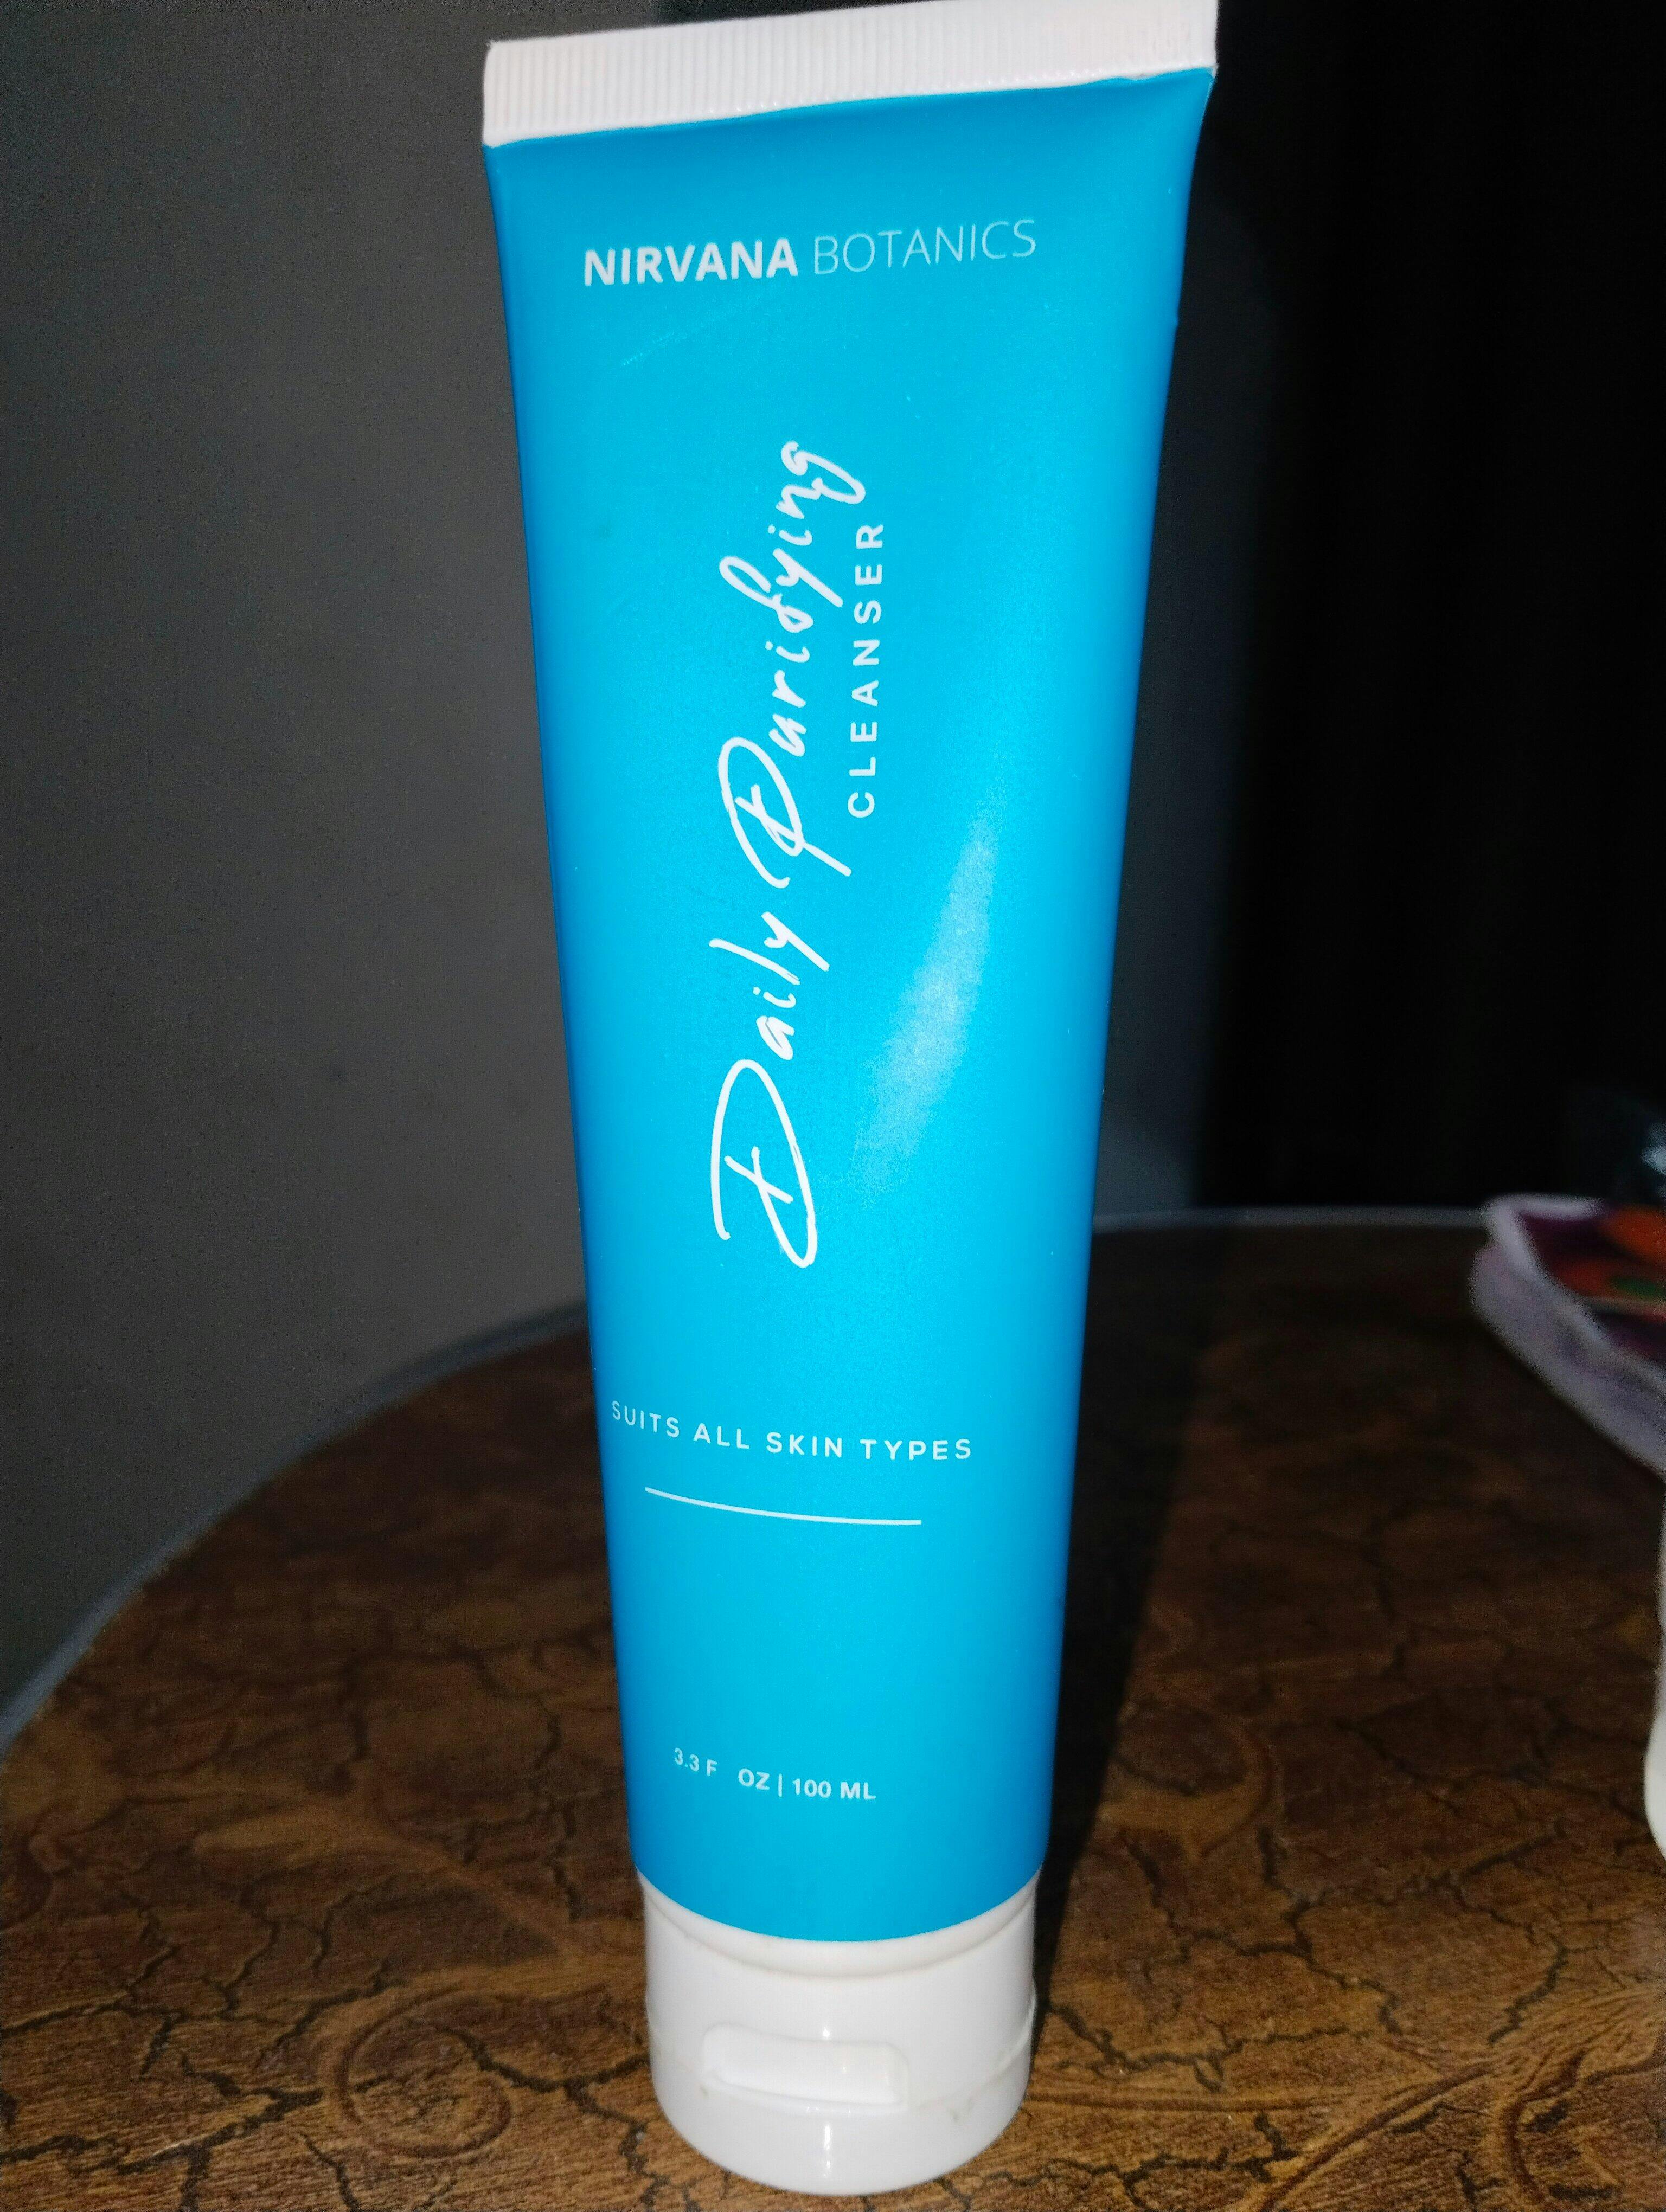 NIRVANA BOTANICS
Daily Purifying
CLEANSER
SUITS ALL SKIN TYPES
3.3 F OZ | 100 ML